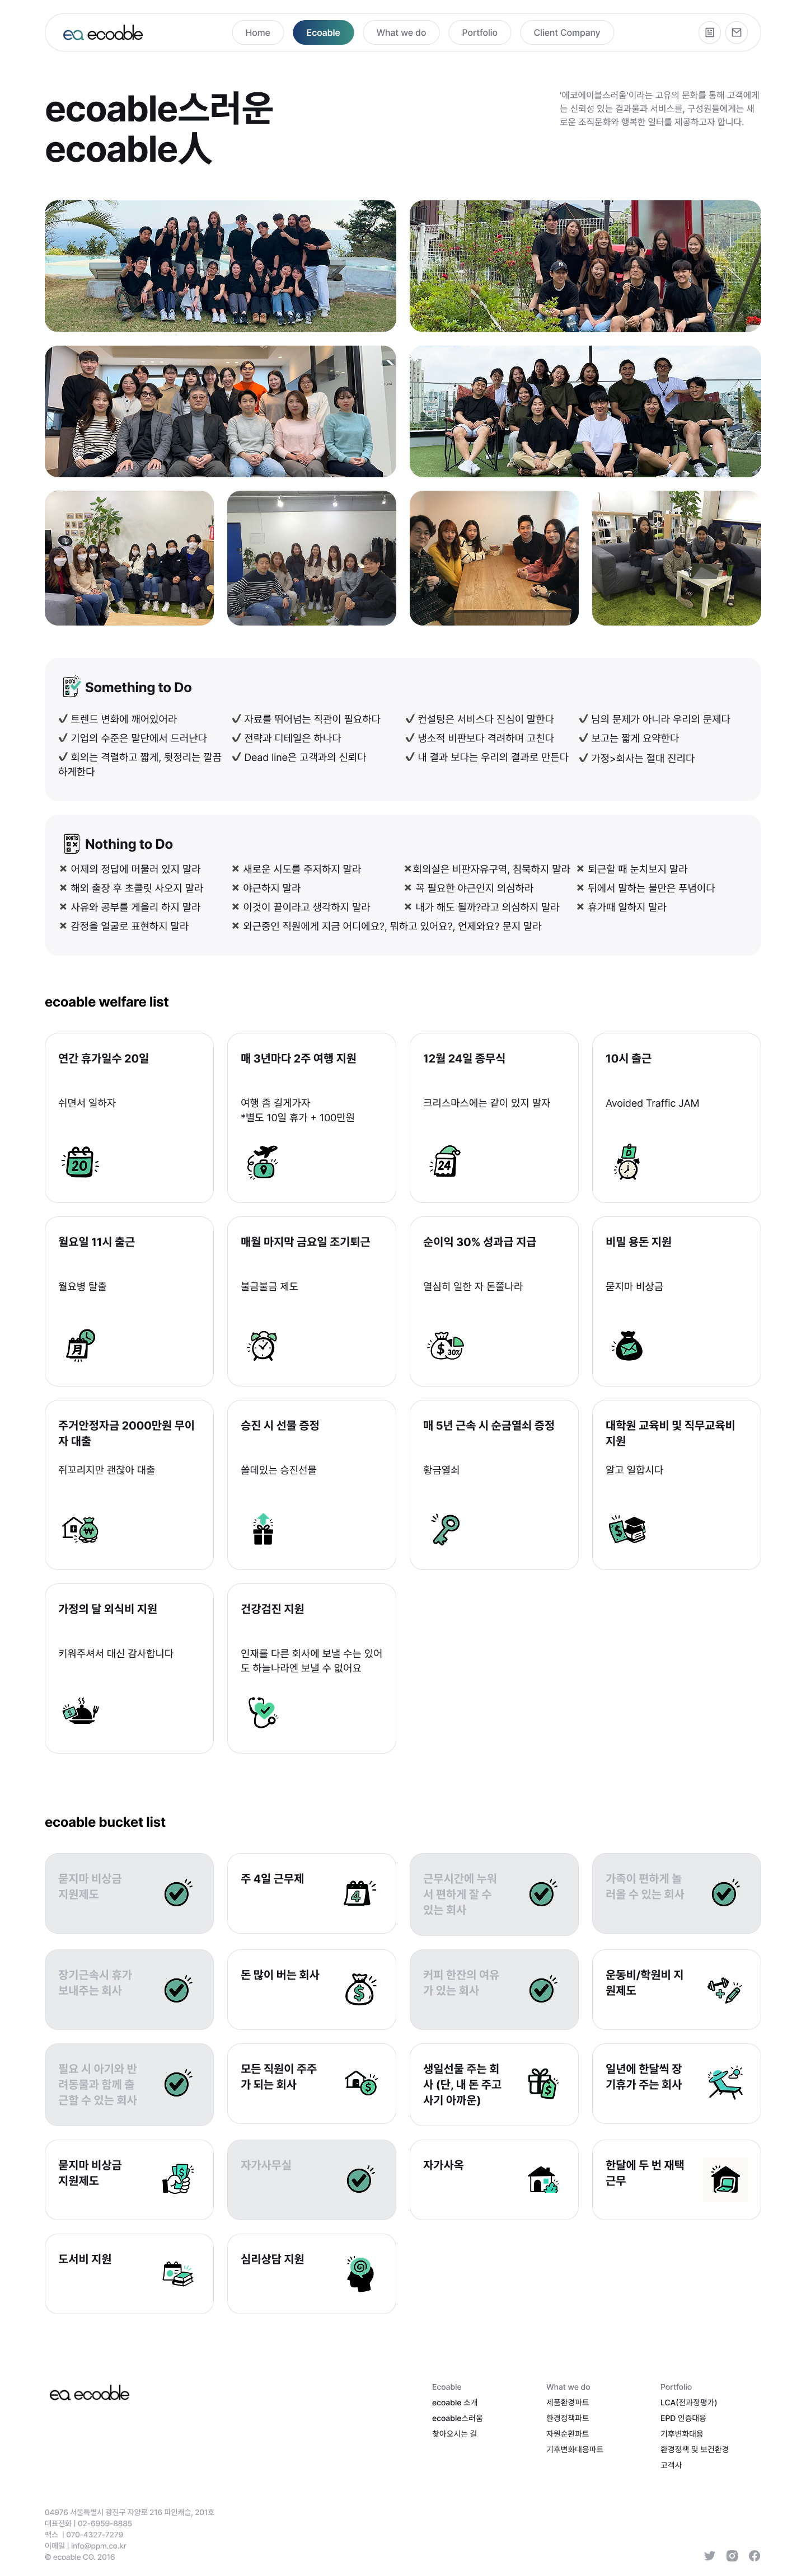 ea ecoable
Home
Ecoable
What we do
Portfolio
Client Company
ecoable스러운
ecoable人
'에코에이블스러움'이라는 고유의 문화를 통해 고객에게
는 신뢰성 있는 결과물과 서비스를, 구성원들에게는 새
로운 조직문화와 행복한 일터를 제공하고자 합니다.
Something to Do
트렌드 변화에 깨어있어라
자료를 뛰어넘는 직관이 필요하다
컨설팅은 서비스다 진심이 말한다
남의 문제가 아니라 우리의 문제다
기업의 수준은 말단에서 드러난다
전략과 디테일은 하나다
냉소적 비판보다 격려하며 고친다
보고는 짧게 요약한다
회의는 격렬하고 짧게, 뒷정리는 깔끔
하게한다
Dead line은 고객과의 신뢰다
내 결과 보다는 우리의 결과로 만든다
가정>회사는 절대 진리다
Nothing to Do
어제의 정답에 머물러 있지 말라
새로운 시도를 주저하지 말라
회의실은 비판자유구역, 침묵하지 말라
퇴근할 때 눈치보지 말라
해외 출장 후 초콜릿 사오지 말라
야근하지 말라
꼭 필요한 야근인지 의심하라
뒤에서 말하는 불만은 푸념이다
사유와 공부를 게을리 하지 말라
이것이 끝이라고 생각하지 말라
내가 해도 될까?라고 의심하지 말라
휴가때 일하지 말라
감정을 얼굴로 표현하지 말라
외근중인 직원에게 지금 어디에요?, 뭐하고 있어요?, 언제와요? 묻지 말라
ecoable welfare list
연간 휴가일수 20일
쉬면서 일하자
20
매 3년마다 2주 여행 지원
여행 좀 길게가자
*별도 10일 휴가 + 100만원
12월 24일 종무식
크리스마스에는 같이 있지 말자
24
10시 출근
Avoided Traffic JAM
월요일 11시 출근
월요병 탈출
月
매월 마지막 금요일 조기퇴근
불금불금 제도
순이익 30% 성과급 지급
열심히 일한 자 돈쭐나라
$ 30%
비밀 용돈 지원
묻지마 비상금
주거안정자금 2000만원 무이
자 대출
쥐꼬리지만 괜찮아 대출
₩
승진 시 선물 증정
쓸데있는 승진선물
매 5년 근속 시 순금열쇠 증정
황금열쇠
대학원 교육비 및 직무교육비
지원
알고 일합시다
$
가정의 달 외식비 지원
키워주셔서 대신 감사합니다
$
건강검진 지원
인재를 다른 회사에 보낼 수는 있어
도 하늘나라엔 보낼 수 없어요
ecoable bucket list
묻지마 비상금
지원제도
주 4일 근무제
4
근무시간에 누워
서 편하게 잘 수
있는 회사
가족이 편하게 놀
러올 수 있는 회사
장기근속시 휴가
보내주는 회사
돈 많이 버는 회사
$
커피 한잔의 여유
가 있는 회사
운동비/학원비 지
원제도
필요 시 아기와 반
려동물과 함께 출
근할 수 있는 회사
모든 직원이 주주
가 되는 회사
$
생일선물 주는 회
사 (단, 내 돈 주고
사기 아까운)
$
일년에 한달씩 장
기휴가 주는 회사
묻지마 비상금
지원제도
$
자가사무실
자가사옥
한달에 두 번 재택
근무
도서비 지원
심리상담 지원
ea ecoable
Ecoable
ecoable 소개
ecoable스러움
찾아오시는 길
What we do
제품환경파트
환경정책파트
자원순환파트
기후변화대응파트
Portfolio
LCA(전과정평가)
EPD 인증대응
기후변화대응
환경정책 및 보건환경
고객사
04976 서울특별시 광진구 자양로 216 파인캐슬, 201호
대표전화 | 02-6959-8885
팩스 | 070-4327-7279
이메일 | info@ppm.co.kr
© ecoable CO. 2016